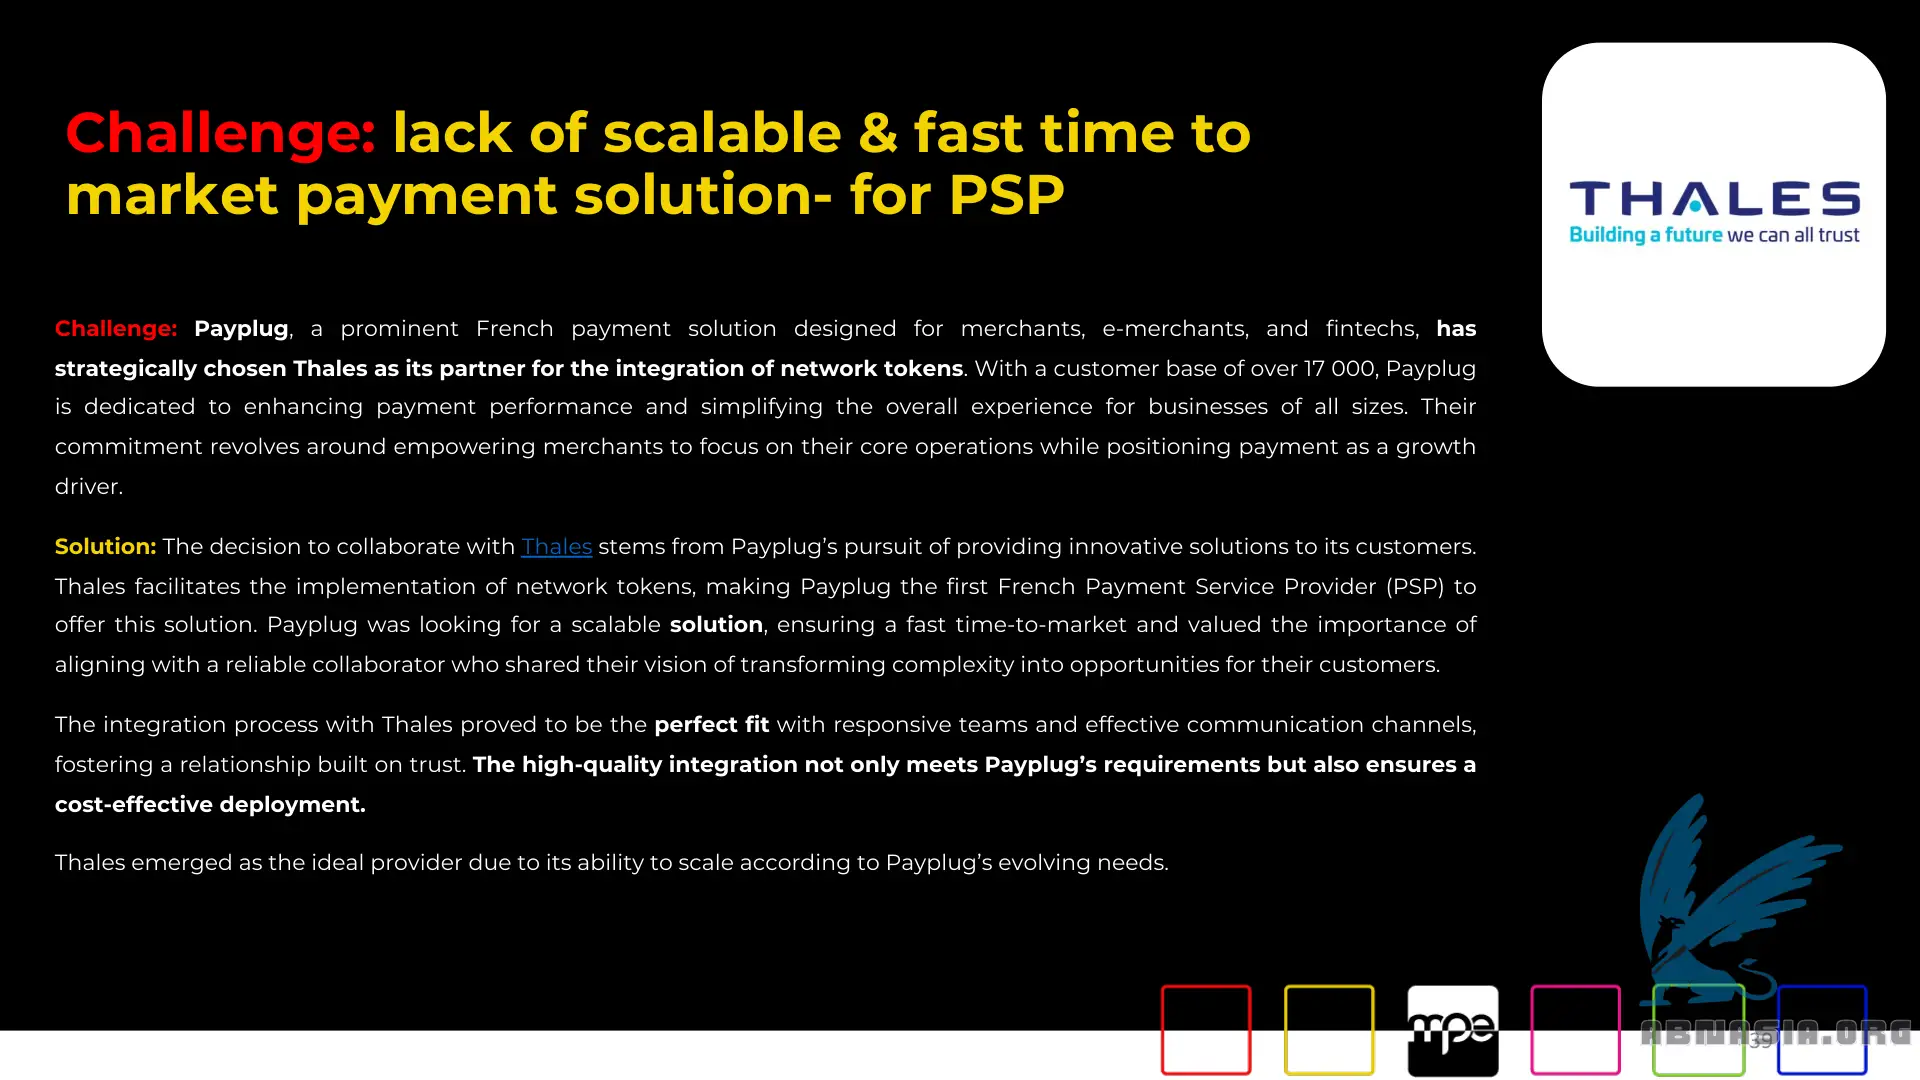 Challenge: lack of scalable & fast time to
market payment solution- for PSP
THALES
Building a future we can all trust
Challenge: Payplug, a prominent French payment solution designed for merchants, e-merchants, and fintechs, has
strategically chosen Thales as its partner for the integration of network tokens. With a customer base of over 17 000, Payplug
is dedicated to enhancing payment performance and simplifying the overall experience for businesses of all sizes. Their
commitment revolves around empowering merchants to focus on their core operations while positioning payment as a growth
driver.
Solution: The decision to collaborate with Thales stems from Payplug’s pursuit of providing innovative solutions to its customers.
Thales facilitates the implementation of network tokens, making Payplug the first French Payment Service Provider (PSP) to
offer this solution. Payplug was looking for a scalable solution, ensuring a fast time-to-market and valued the importance of
aligning with a reliable collaborator who shared their vision of transforming complexity into opportunities for their customers.
The integration process with Thales proved to be the perfect fit with responsive teams and effective communication channels,
fostering a relationship built on trust. The high-quality integration not only meets Payplug’s requirements but also ensures a
cost-effective deployment.
Thales emerged as the ideal provider due to its ability to scale according to Payplug’s evolving needs.
mpe
ABMASIA.ORG
39